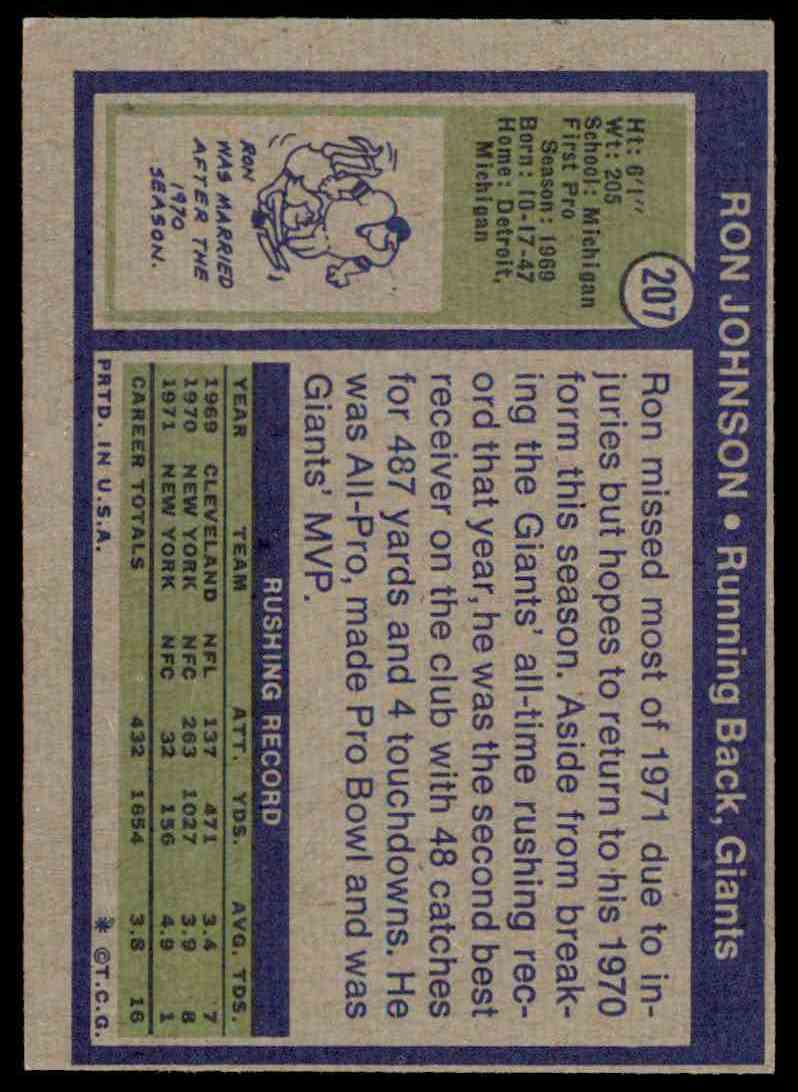 RON JOHNSON • Running Back, Giants
207
Ht: 6'1"
Wt: 205
School: Michigan
First Pro
Season: 1969
Born: 10-17-47
Home: Detroit,
Michigan
RON
WAS MARRIED
AFTER THE
1970
SEASON.
Ron missed most of 1971 due to in-
juries but hopes to return to his 1970
form this season. Aside from break-
ing the Giants' all-time rushing rec-
ord that year, he was the second best
receiver on the club with 48 catches
for 487 yards and 4 touchdowns. He
was All-Pro, made Pro Bowl and was
Giants' MVP.
RUSHING RECORD
YEAR TEAM ATT. YDS. AVG. TDS.
1969 CLEVELAND NFL 137 471 3.4 7
1970 NEW YORK NFC 263 1027 3.9 8
1971 NEW YORK NFC 32 156 4.9 1
CAREER TOTALS 432 1654 3.8 16
PRTD. IN U.S.A. * ©T.C.G.